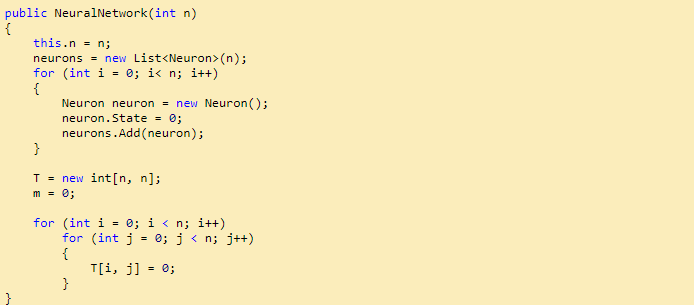 public NeuralNetwork(int n)
{
    this.n = n;
    neurons = new List<Neuron>(n);
    for (int i = 0; i< n; i++)
    {
        Neuron neuron = new Neuron();
        neuron.State = 0;
        neurons.Add(neuron);
    }

    T = new int[n, n];
    m = 0;

    for (int i = 0; i < n; i++)
        for (int j = 0; j < n; j++)
        {
            T[i, j] = 0;
        }
}